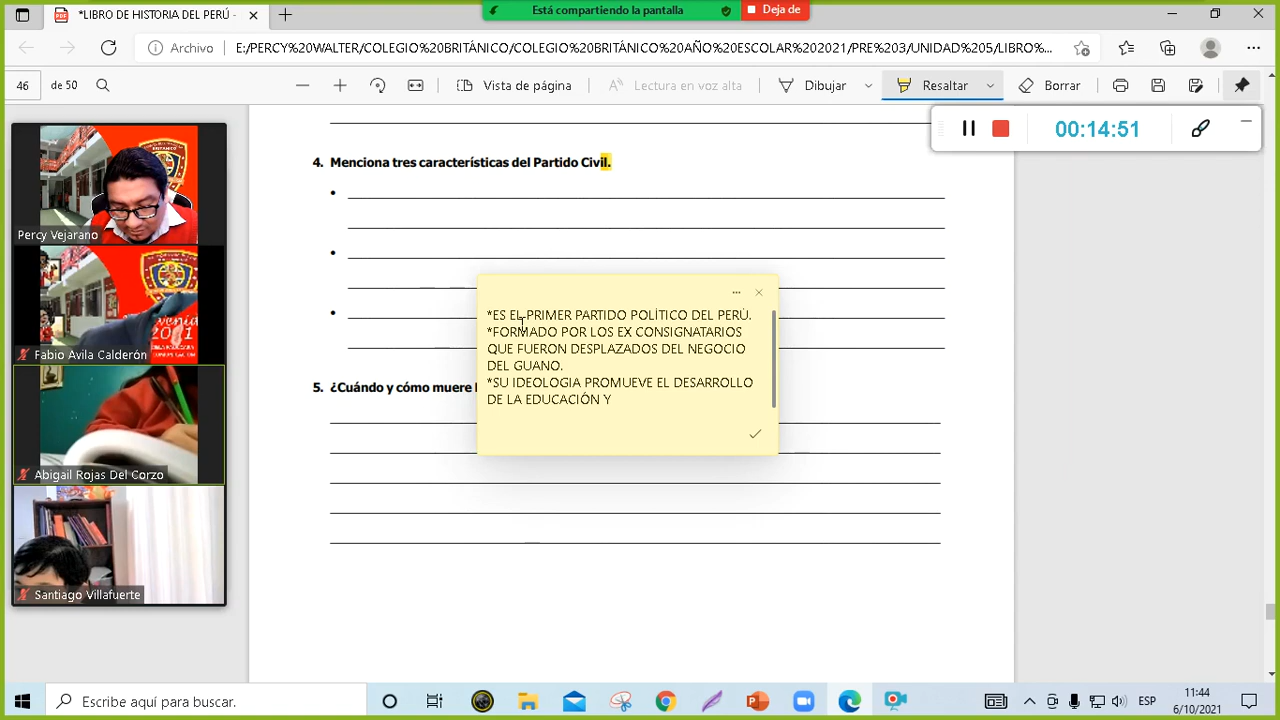 *LIBRO DE HISTORIA DEL PERÚ -
Está compartiendo la pantalla
Deja de
Archivo
E:/PERCY%20WALTER/COLEGIO%20BRITÁNICO/COLEGIO%20BRITÁNICO%20AÑO%20ESCOLAR%202021/PRE%203/UNIDAD%205/LIBRO%...
46 de 50
Vista de página
Lectura en voz alta
Dibujar
Resaltar
Borrar
00:14:51
Percy Vejarano
Fabio Avila Calderón
Abigail Rojas Del Corzo
Santiago Villafuerte
4. Menciona tres características del Partido Civil.
*ES EL PRIMER PARTIDO POLÍTICO DEL PERÚ.
*FORMADO POR LOS EX CONSIGNATARIOS
QUE FUERON DESPLAZADOS DEL NEGOCIO
DEL GUANO.
*SU IDEOLOGIA PROMUEVE EL DESARROLLO
DE LA EDUCACIÓN Y
5. ¿Cuándo y cómo muere
Escribe aquí para buscar.
ESP
11:44
6/10/2021